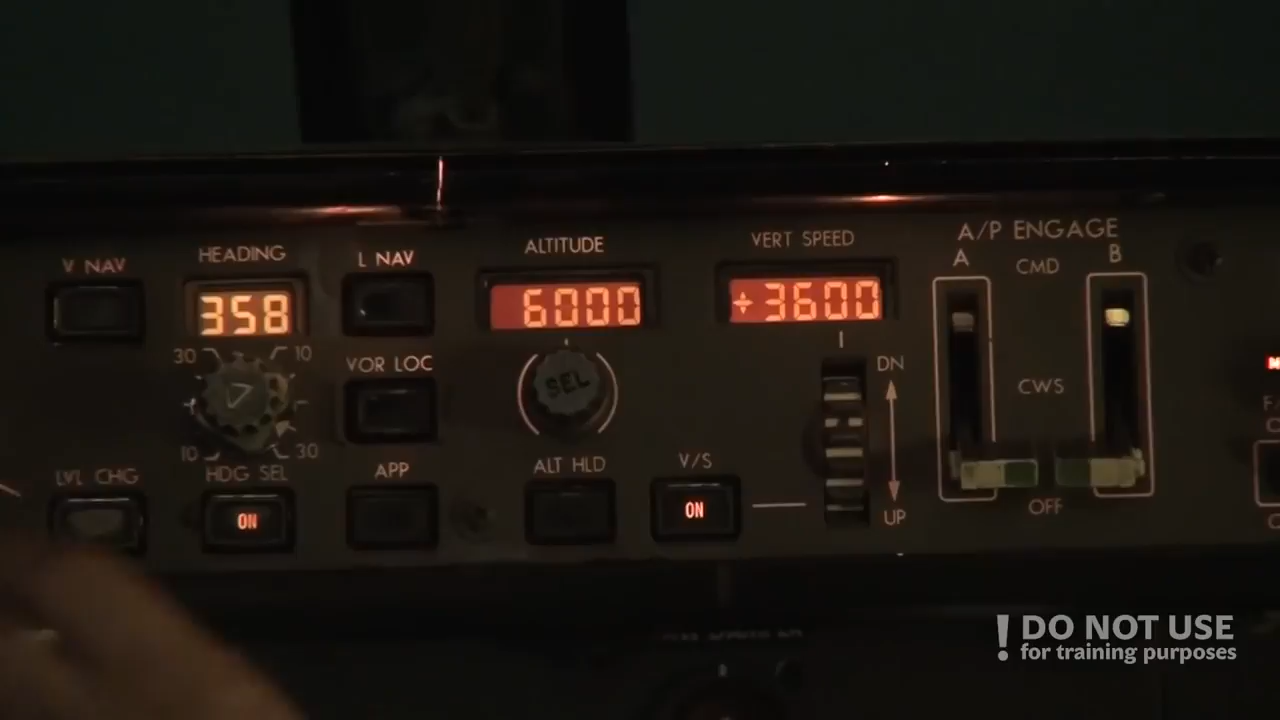 V NAV
HEADING
358
30
10
10
30
L NAV
VOR LOC
ALTITUDE
6000
SEL
VERT SPEED
+3600
DN
UP
A/P ENGAGE
A
B
CMD
CWS
OFF
LVL CHG
HDG SEL
ON
APP
ALT HLD
V/S
ON
! DO NOT USE
for training purposes